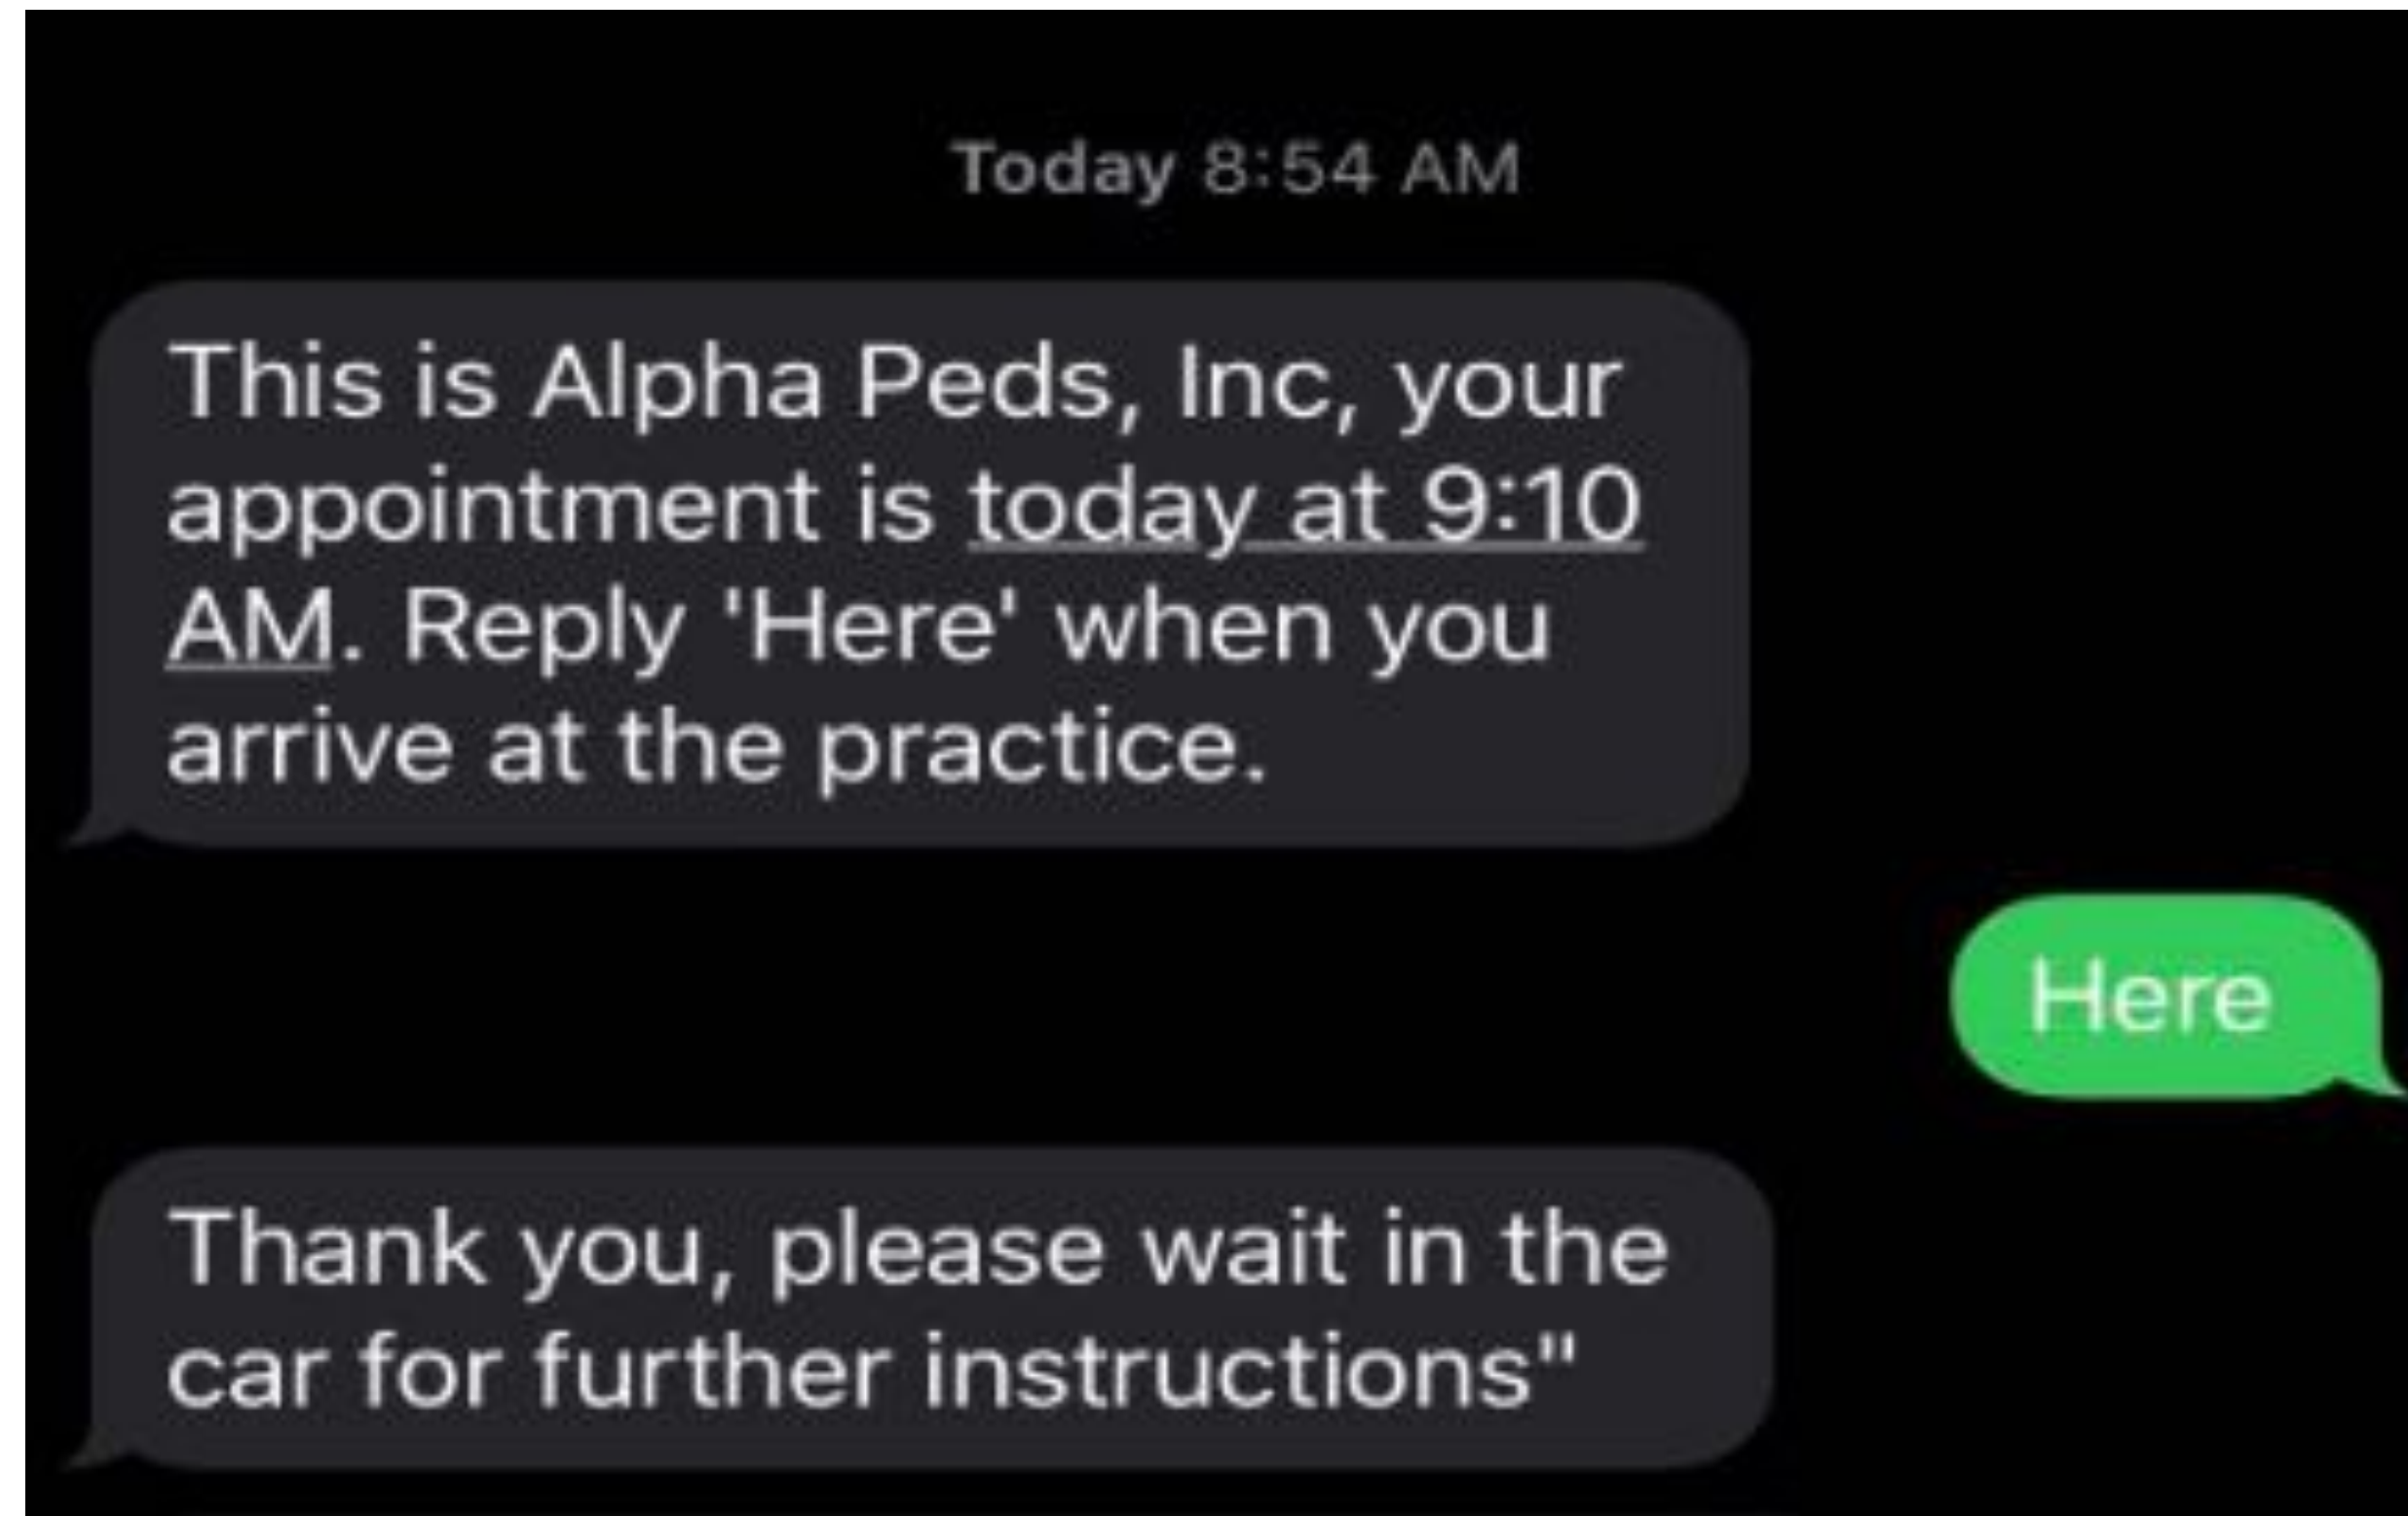 Today 8:54 AM
This is Alpha Peds, Inc, your
appointment is today at 9:10
AM. Reply 'Here' when you
arrive at the practice.
Here
Thank you, please wait in the
car for further instructions"